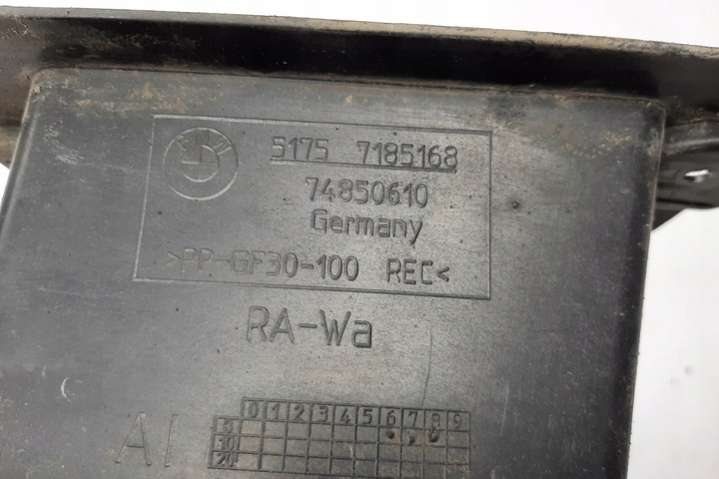 5175 7185168
74850610
Germany
>PP-GF30-100 REC<
RA-Wa
0 1 2 3 4 5 6 7 8 9
AI
20